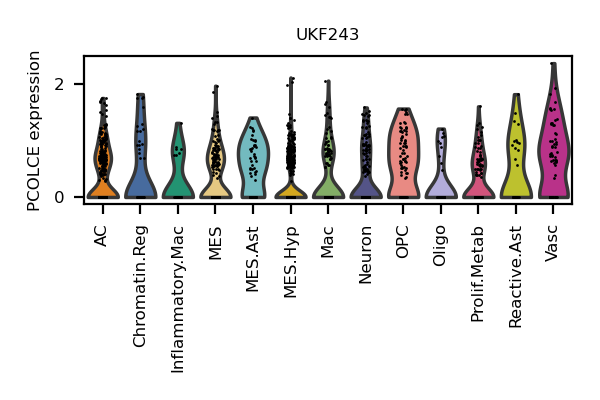 UKF243
PCOLCE expression
2
0
AC
Chromatin.Reg
Inflammatory.Mac
MES
MES.Ast
MES.Hyp
Mac
Neuron
OPC
Oligo
Prolif.Metab
Reactive.Ast
Vasc